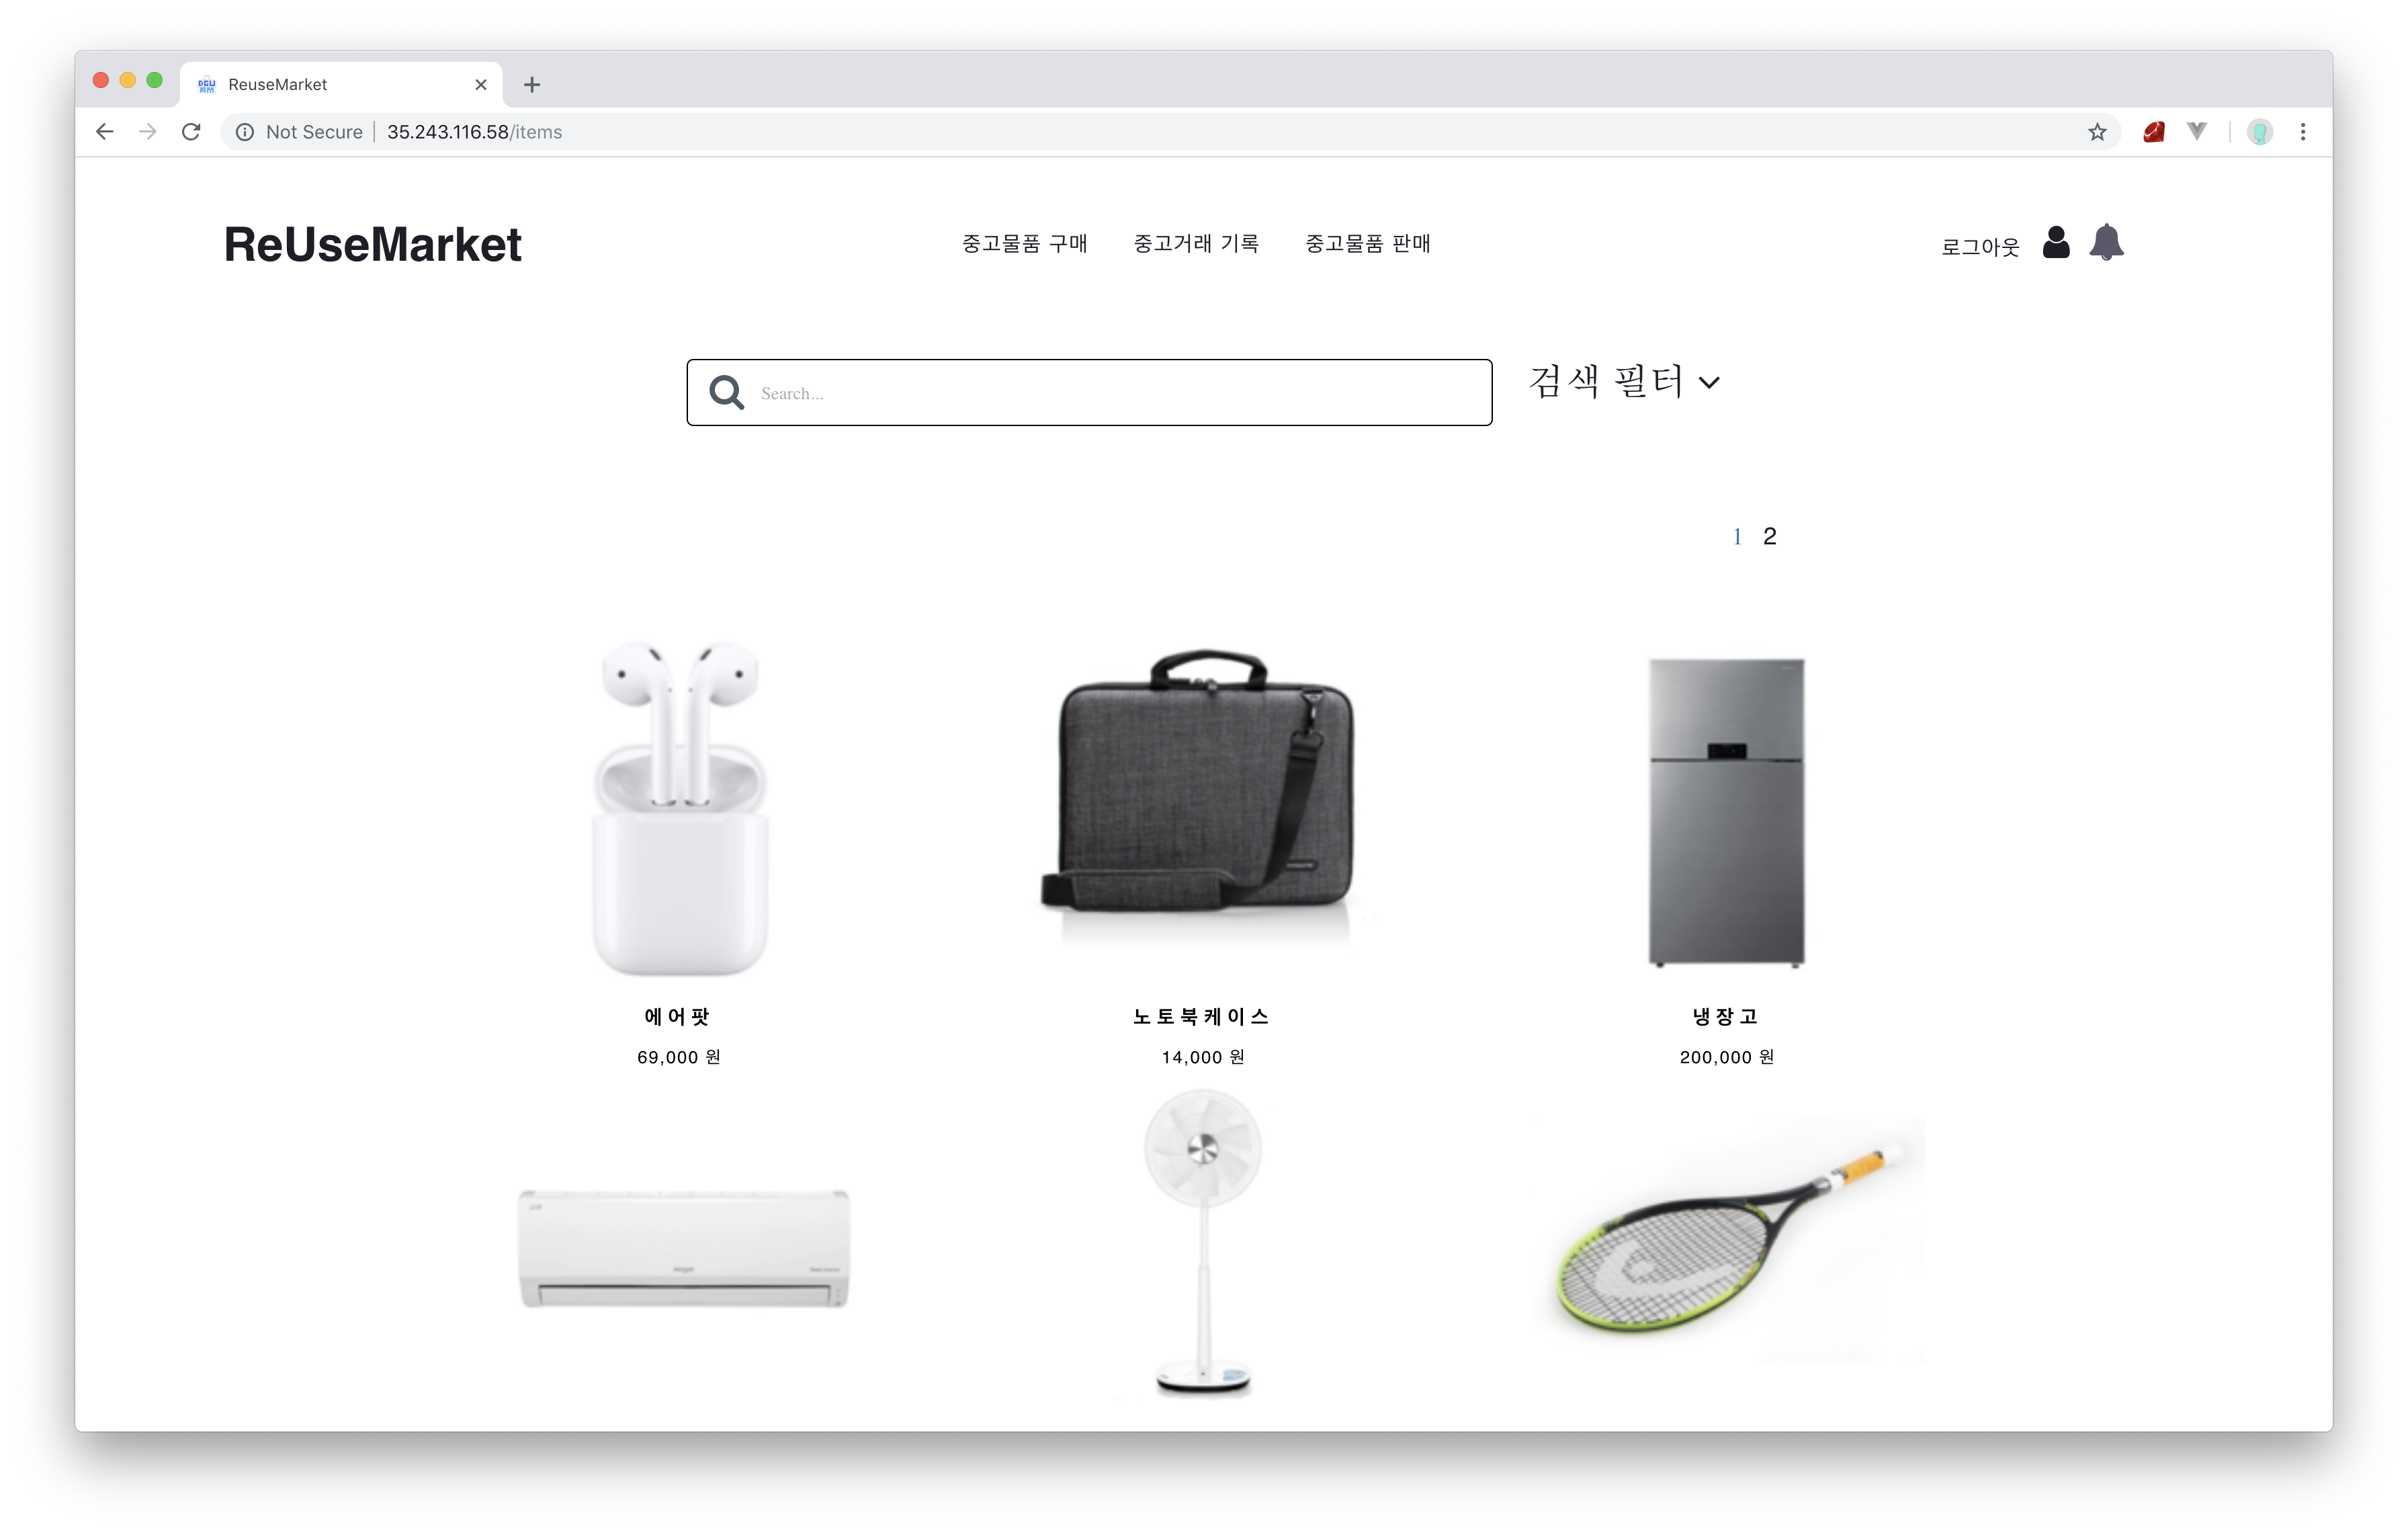 ReuseMarket
Not Secure 35.243.116.58/items
ReUseMarket
중고물품 구매 중고거래 기록 중고물품 판매
로그아웃
Search...
검색 필터
1 2
에어팟
노토북케이스
냉장고
69,000 원
14,000 원
200,000 원